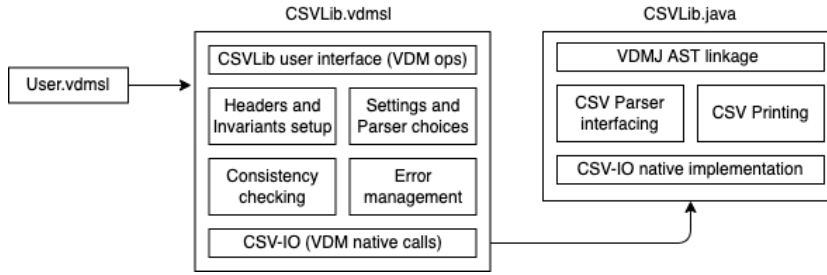 CSVLib.vdmsl
CSVLib.java
User.vdmsl
CSVLib user interface (VDM ops)
Headers and
Invariants setup
Settings and
Parser choices
Consistency
checking
Error
management
CSV-IO (VDM native calls)
VDMJ AST linkage
CSV Parser
interfacing
CSV Printing
CSV-IO native implementation